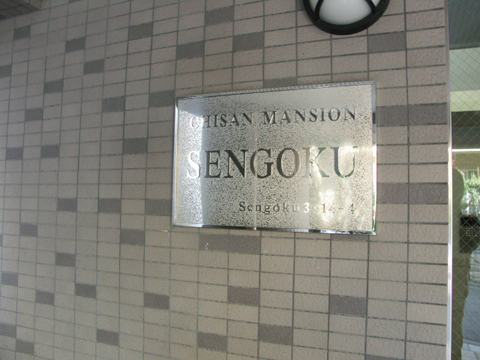 CHISAN MANSION
SENGOKU
Sengoku 3-14-4